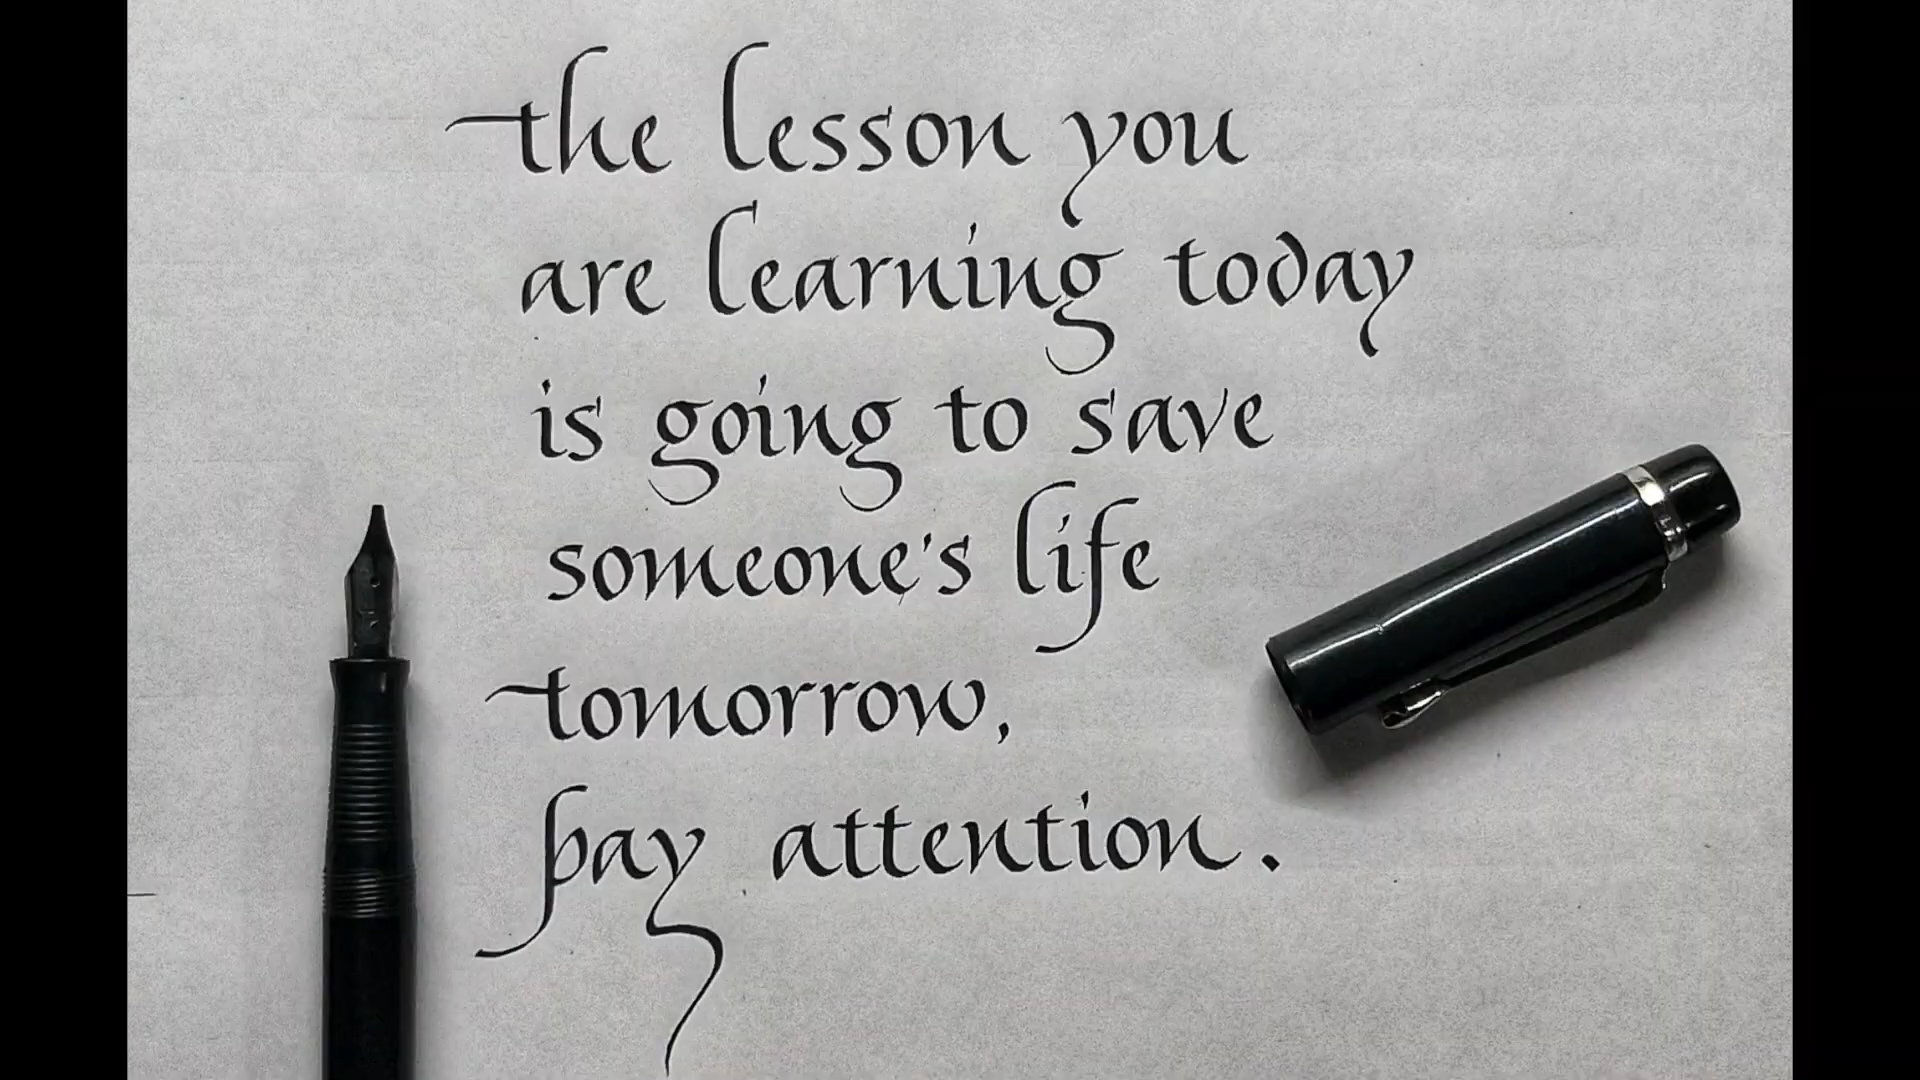 the lesson you
are learning today
is going to save
someone's life
tomorrow,
pay attention.